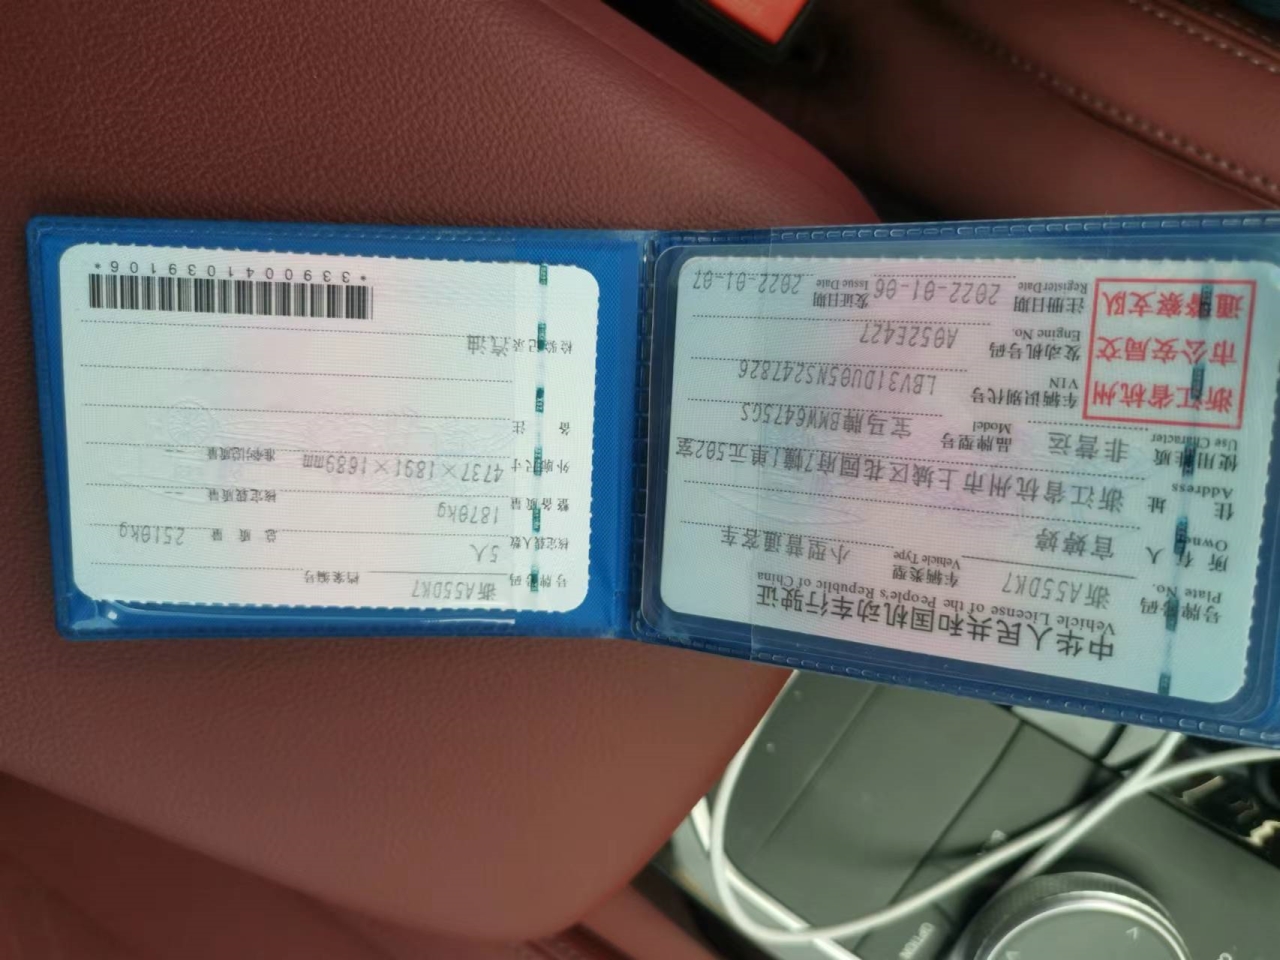 中华人民共和国机动车行驶证
Vehicle License of the People's Republic of China
号牌号码 浙A55DK7 车辆类型 小型普通客车
Plate No. Vehicle Type
所有人 官婷婷
Owner
住址 浙江省杭州市上城区花园府7幢1单元502室
Address
使用性质 非营运 品牌型号 宝马牌BMW6475GS
Use Character Model
浙江省杭州
市公安局交
通警察支队
车辆识别代号 LBV31DU05NS247826
VIN
发动机号码 A052E427
Engine No.
注册日期 2022-01-06 发证日期 2022-01-07
Register Date Issue Date
号牌号码 浙A55DK7 档案编号
核定载人数 5人 总质量 2510kg
整备质量 1870kg 核定载质量 --
外廓尺寸 4737×1891×1689mm 准牵引总质量 --
备注
检验记录 汽油
*3390041039106*
OPTION